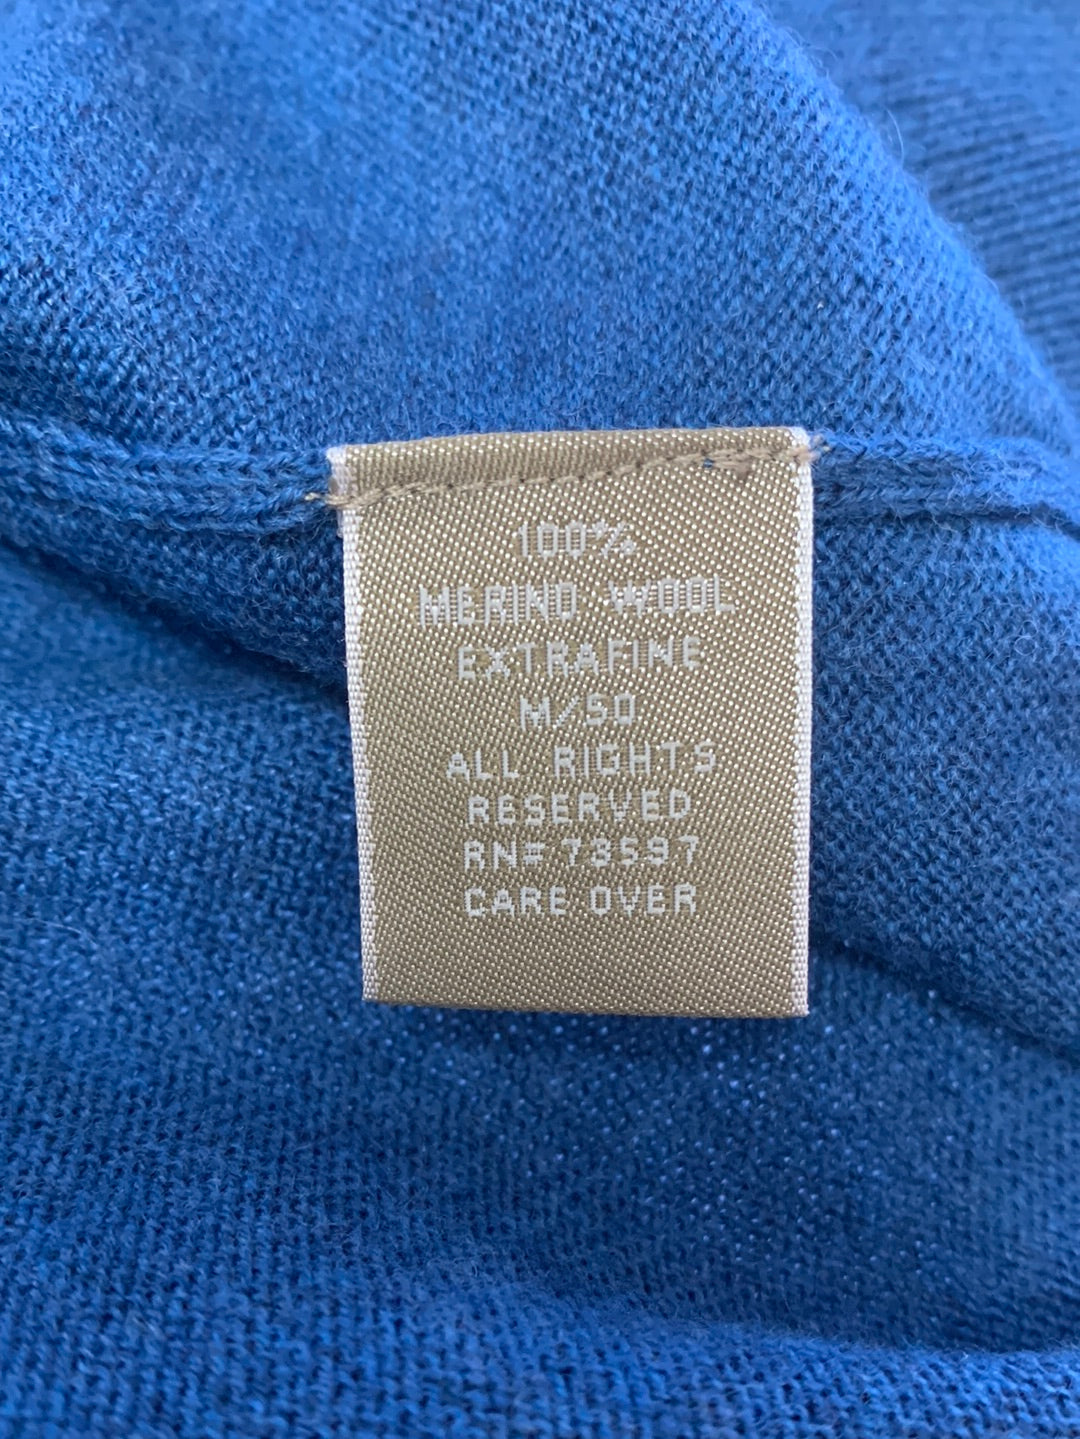 100%
MERINO WOOL
EXTRAFINE
M/50
ALL RIGHTS
RESERVED
RN# 73597
CARE OVER